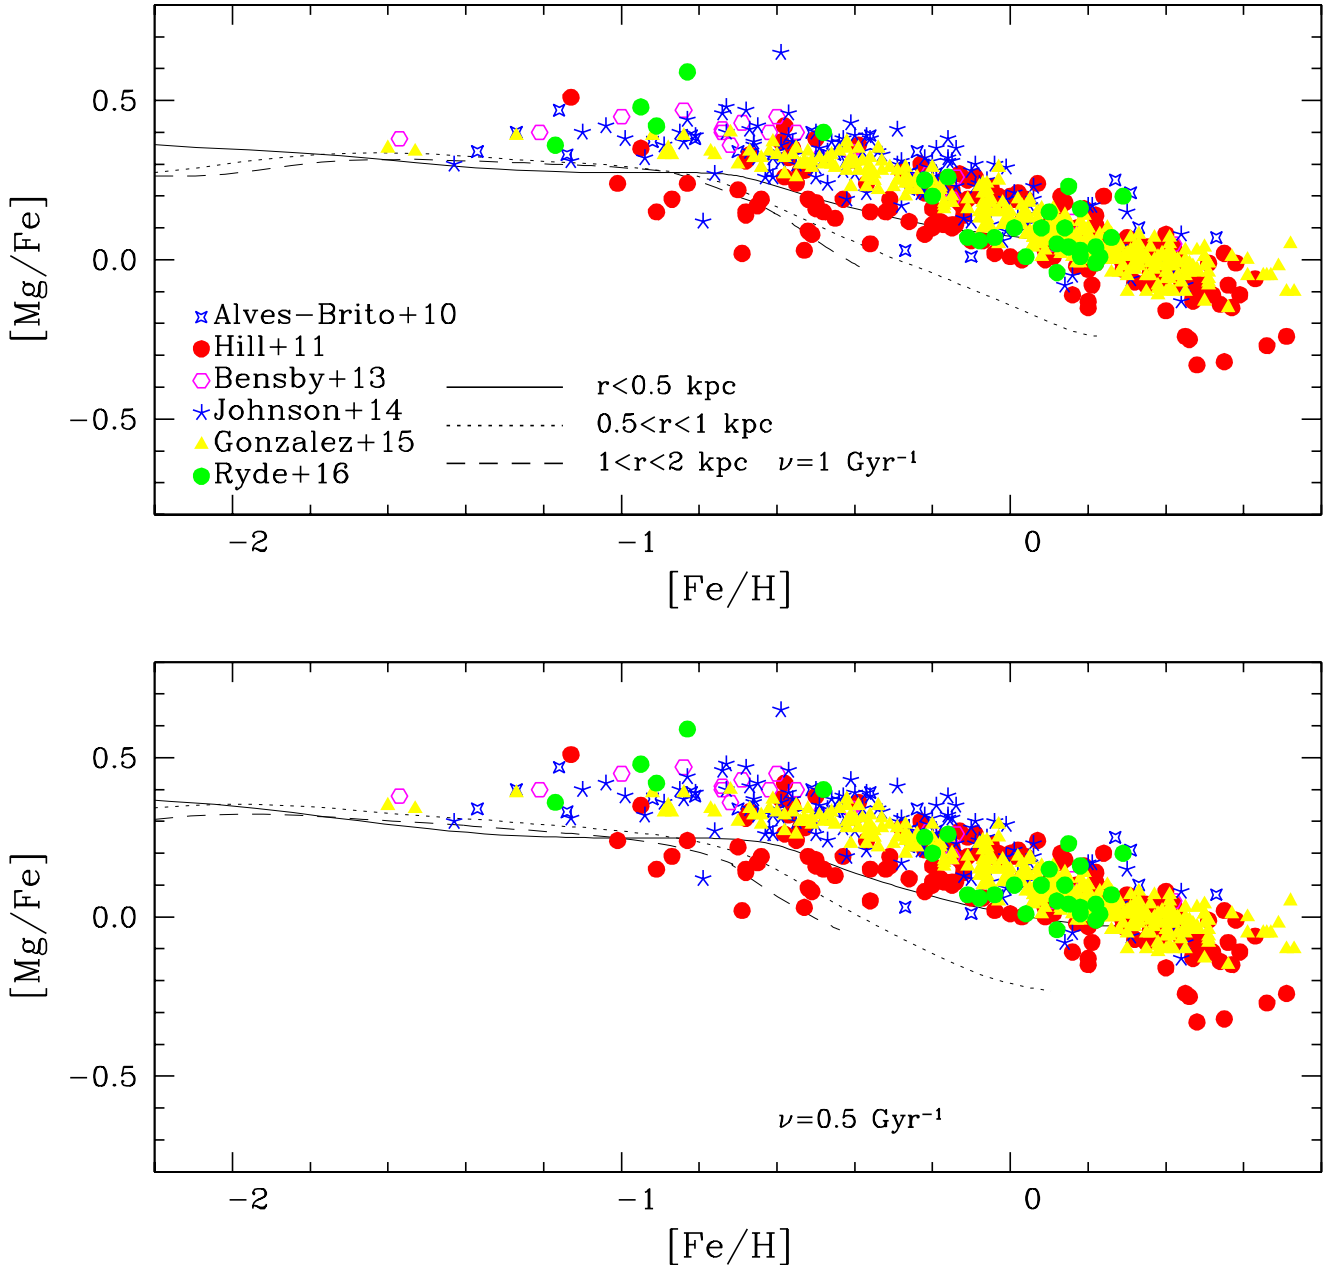 0.5
0.0
−0.5
[Mg/Fe]
Alves−Brito+10
Hill+11
Bensby+13
Johnson+14
Gonzalez+15
Ryde+16
r<0.5 kpc
0.5<r<1 kpc
1<r<2 kpc ν=1 Gyr⁻¹
−2 −1 0
[Fe/H]
0.5
0.0
−0.5
[Mg/Fe]
ν=0.5 Gyr⁻¹
−2 −1 0
[Fe/H]